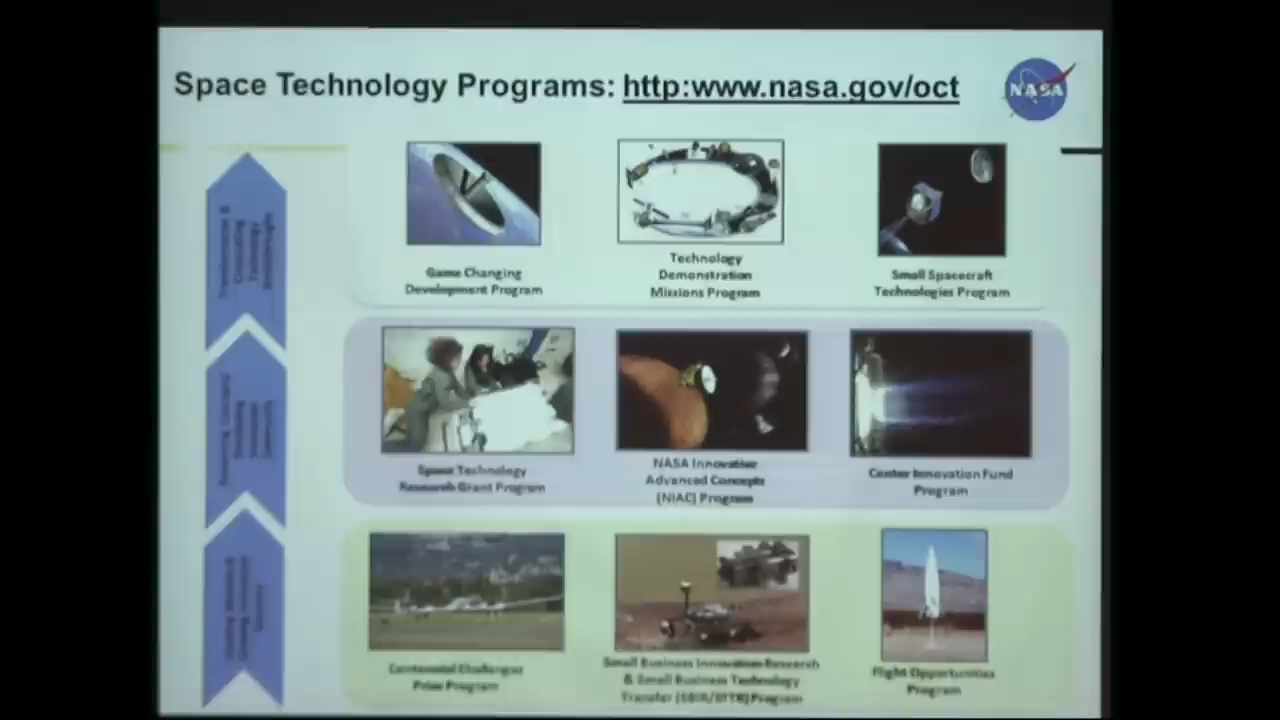 Space Technology Programs: http:www.nasa.gov/oct
NASA
Game Changing
Development Program
Technology
Demonstration
Missions Program
Small Spacecraft
Technologies Program
Space Technology
Research Grant Program
NASA Innovative
Advanced Concepts
(NIAC) Program
Center Innovation Fund
Program
Centennial Challenges
Prize Program
Small Business Innovation Research
& Small Business Technology
Transfer (SBIR/STTR) Program
Flight Opportunities
Program